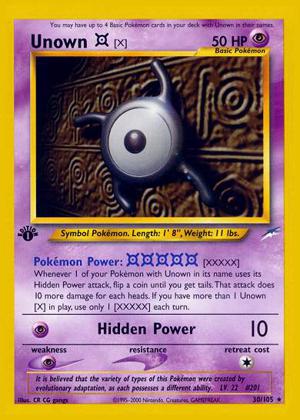 You may have up to 4 Basic Pokémon cards in your deck with Unown in their names.
Unown [X] 50 HP
Basic Pokémon
Symbol Pokémon. Length: 1' 8", Weight: 11 lbs.
EDITION
1
Pokémon Power: [XXXXX]
Whenever 1 of your Pokémon with Unown in its name uses its
Hidden Power attack, flip a coin until you get tails. That attack does
10 more damage for each heads. If you have more than 1 Unown
[X] in play, use only 1 [XXXXX] each turn.
Hidden Power 10
weakness resistance retreat cost
It is believed that the variety of types of this Pokémon were created by
evolutionary adaptation, as each possesses a different ability. LV. 22 #201
Illus. CR CG gangs ©1995-2000 Nintendo, Creatures, GAMEFREAK. 30/105 ★